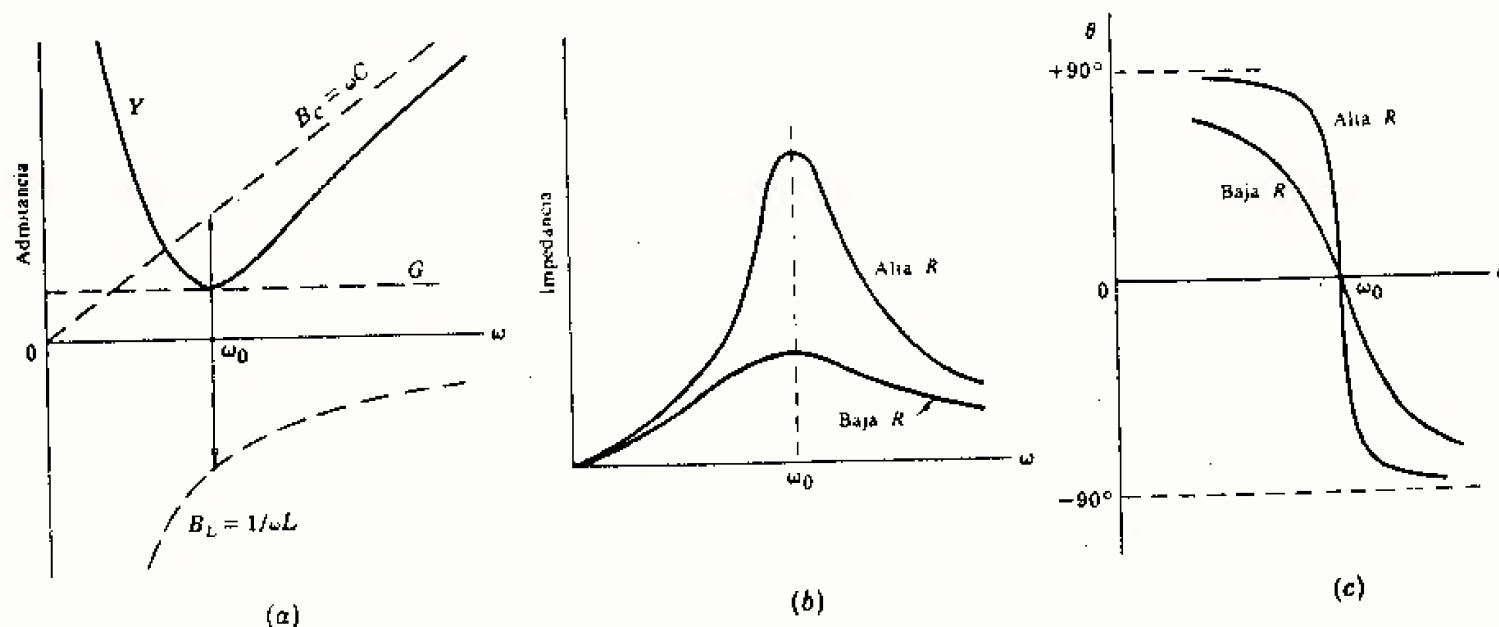 Y
B_C = ωC
Admitancia
G
0
ω_0
ω
B_L = 1/ωL
(a)
Impedancia
Alta R
Baja R
ω_0
ω
(b)
θ
+90°
Alta R
Baja R
0
ω_0
−90°
(c)